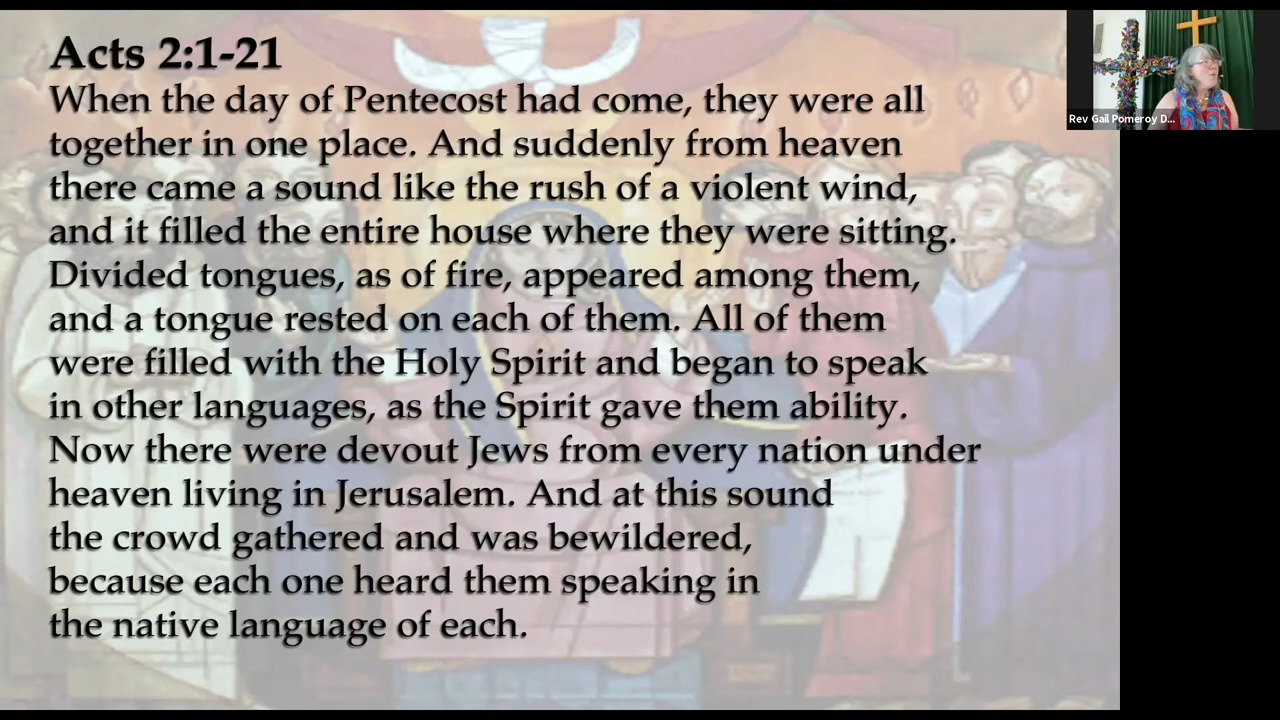 Acts 2:1-21
When the day of Pentecost had come, they were all
together in one place. And suddenly from heaven
there came a sound like the rush of a violent wind,
and it filled the entire house where they were sitting.
Divided tongues, as of fire, appeared among them,
and a tongue rested on each of them. All of them
were filled with the Holy Spirit and began to speak
in other languages, as the Spirit gave them ability.
Now there were devout Jews from every nation under
heaven living in Jerusalem. And at this sound
the crowd gathered and was bewildered,
because each one heard them speaking in
the native language of each.
Rev Gail Pomeroy D...